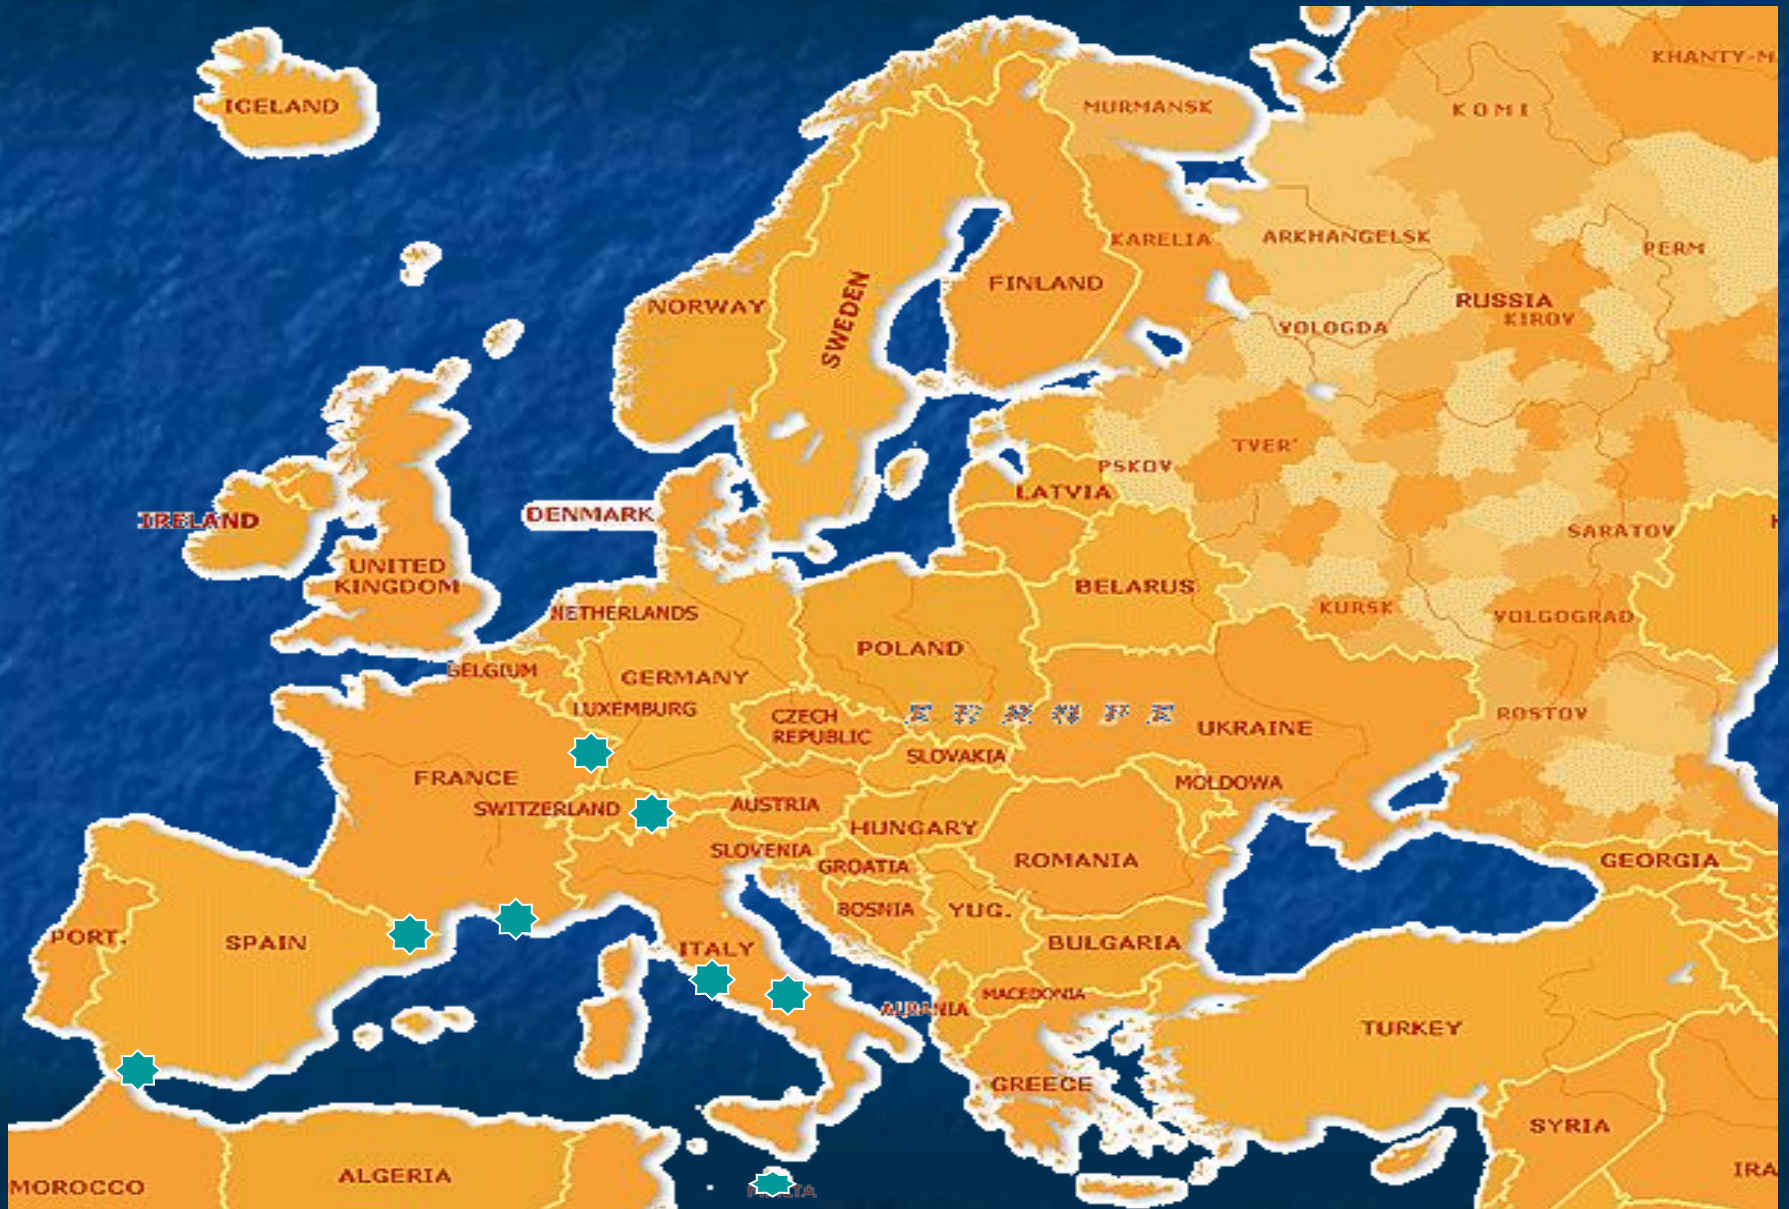 KHANTY-M
ICELAND
MURMANSK
KOMI
KARELIA
ARKHANGELSK
PERM
NORWAY
SWEDEN
FINLAND
RUSSIA
KIROV
VOLOGDA
TVER'
PSKOV
LATVIA
IRELAND
DENMARK
SARATOV
UNITED
KINGDOM
BELARUS
NETHERLANDS
KURSK
VOLGOGRAD
POLAND
BELGIUM
GERMANY
LUXEMBURG
CZECH
REPUBLIC
EUROPE
UKRAINE
ROSTOV
SLOVAKIA
FRANCE
MOLDOWA
SWITZERLAND
AUSTRIA
HUNGARY
SLOVENIA
CROATIA
ROMANIA
GEORGIA
BOSNIA
YUG.
PORT.
SPAIN
ITALY
BULGARIA
MACEDONIA
ALBANIA
TURKEY
GREECE
SYRIA
ALGERIA
MOROCCO
IRA
MALTA